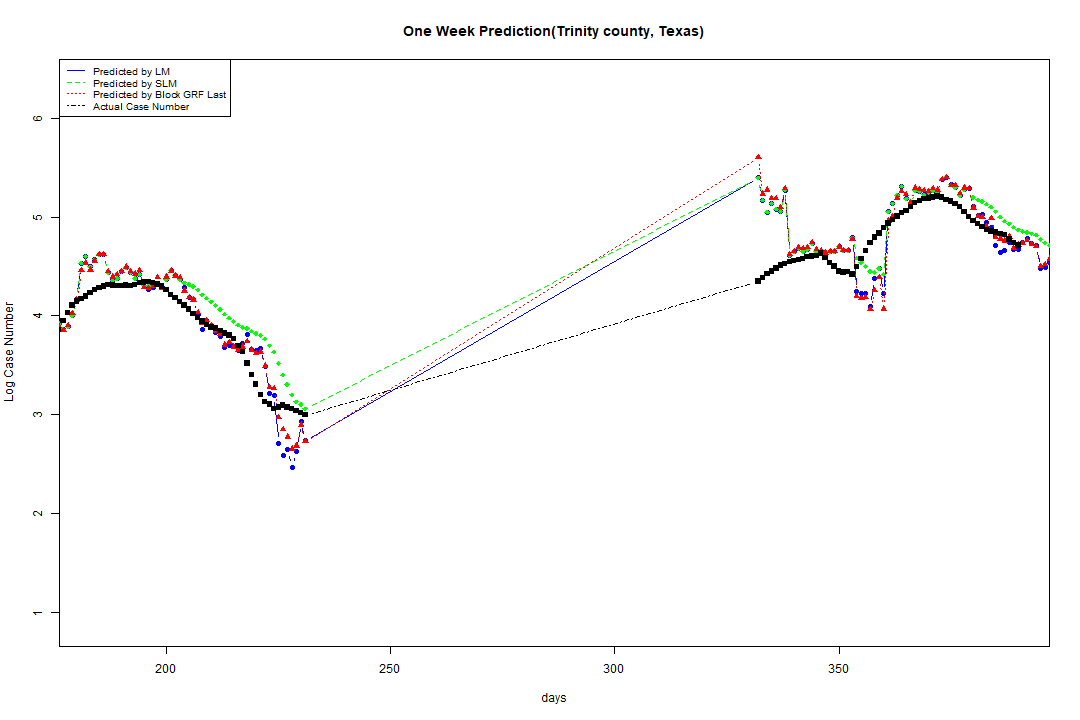 One Week Prediction(Trinity county, Texas)
Predicted by LM
Predicted by SLM
Predicted by Block GRF Last
Actual Case Number
Log Case Number
6
5
4
3
2
1
200
250
300
350
days